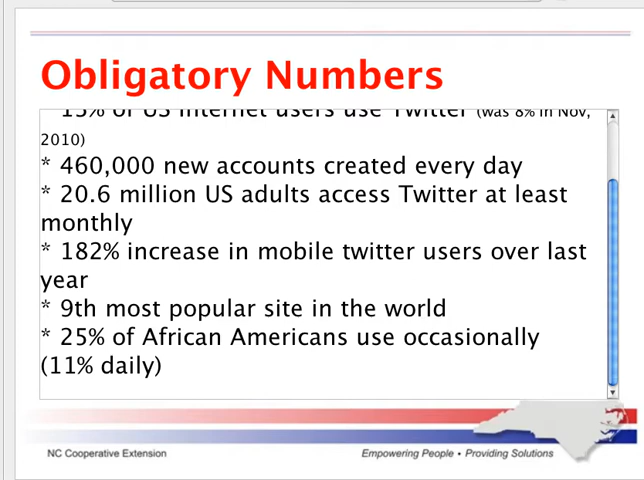 Obligatory Numbers
of US internet users use Twitter (was 8% in Nov,
2010)
* 460,000 new accounts created every day
* 20.6 million US adults access Twitter at least
monthly
* 182% increase in mobile twitter users over last
year
* 9th most popular site in the world
* 25% of African Americans use occasionally
(11% daily)
NC Cooperative Extension
Empowering People • Providing Solutions